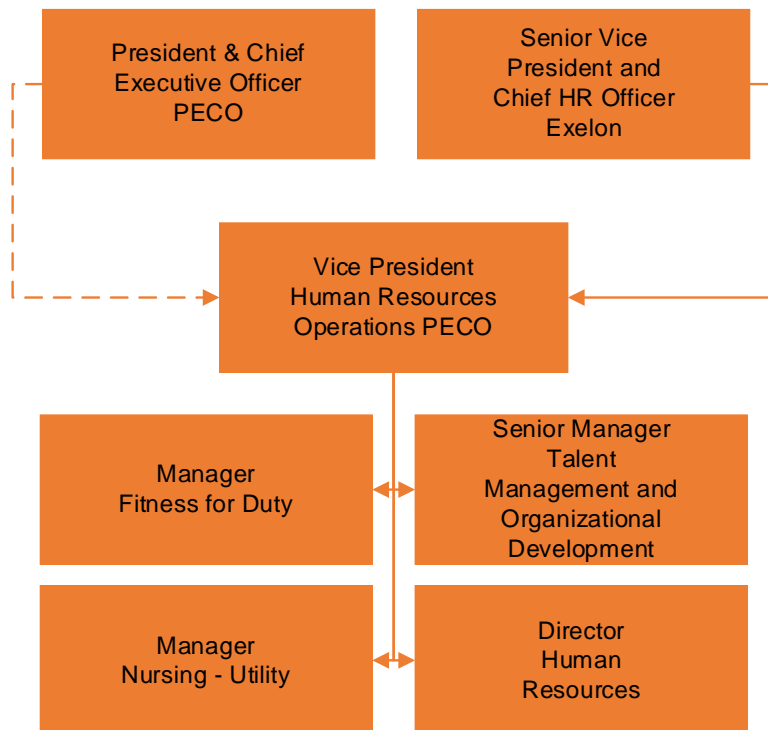 President & Chief
Executive Officer
PECO
Senior Vice
President and
Chief HR Officer
Exelon
Vice President
Human Resources
Operations PECO
Manager
Fitness for Duty
Senior Manager
Talent
Management and
Organizational
Development
Manager
Nursing - Utility
Director
Human
Resources